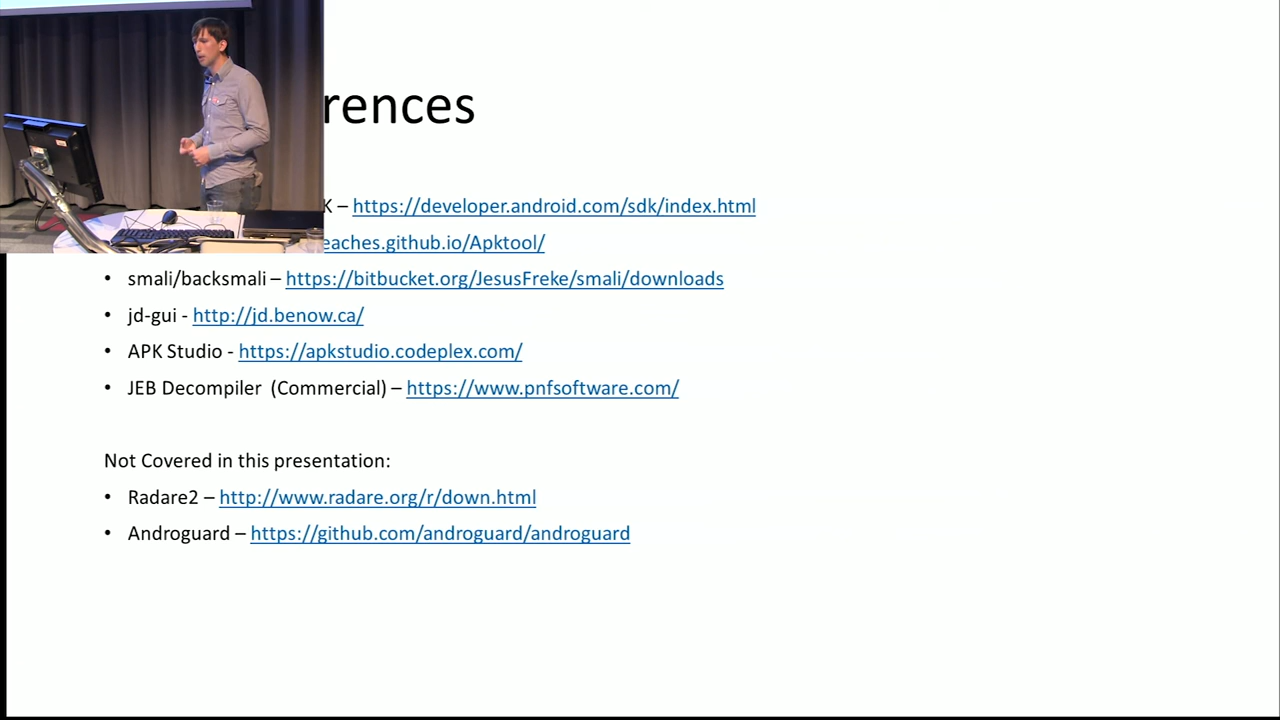 rences
K – https://developer.android.com/sdk/index.html
eaches.github.io/Apktool/
• smali/backsmali – https://bitbucket.org/JesusFreke/smali/downloads
• jd-gui - http://jd.benow.ca/
• APK Studio - https://apkstudio.codeplex.com/
• JEB Decompiler (Commercial) – https://www.pnfsoftware.com/
Not Covered in this presentation:
• Radare2 – http://www.radare.org/r/down.html
• Androguard – https://github.com/androguard/androguard